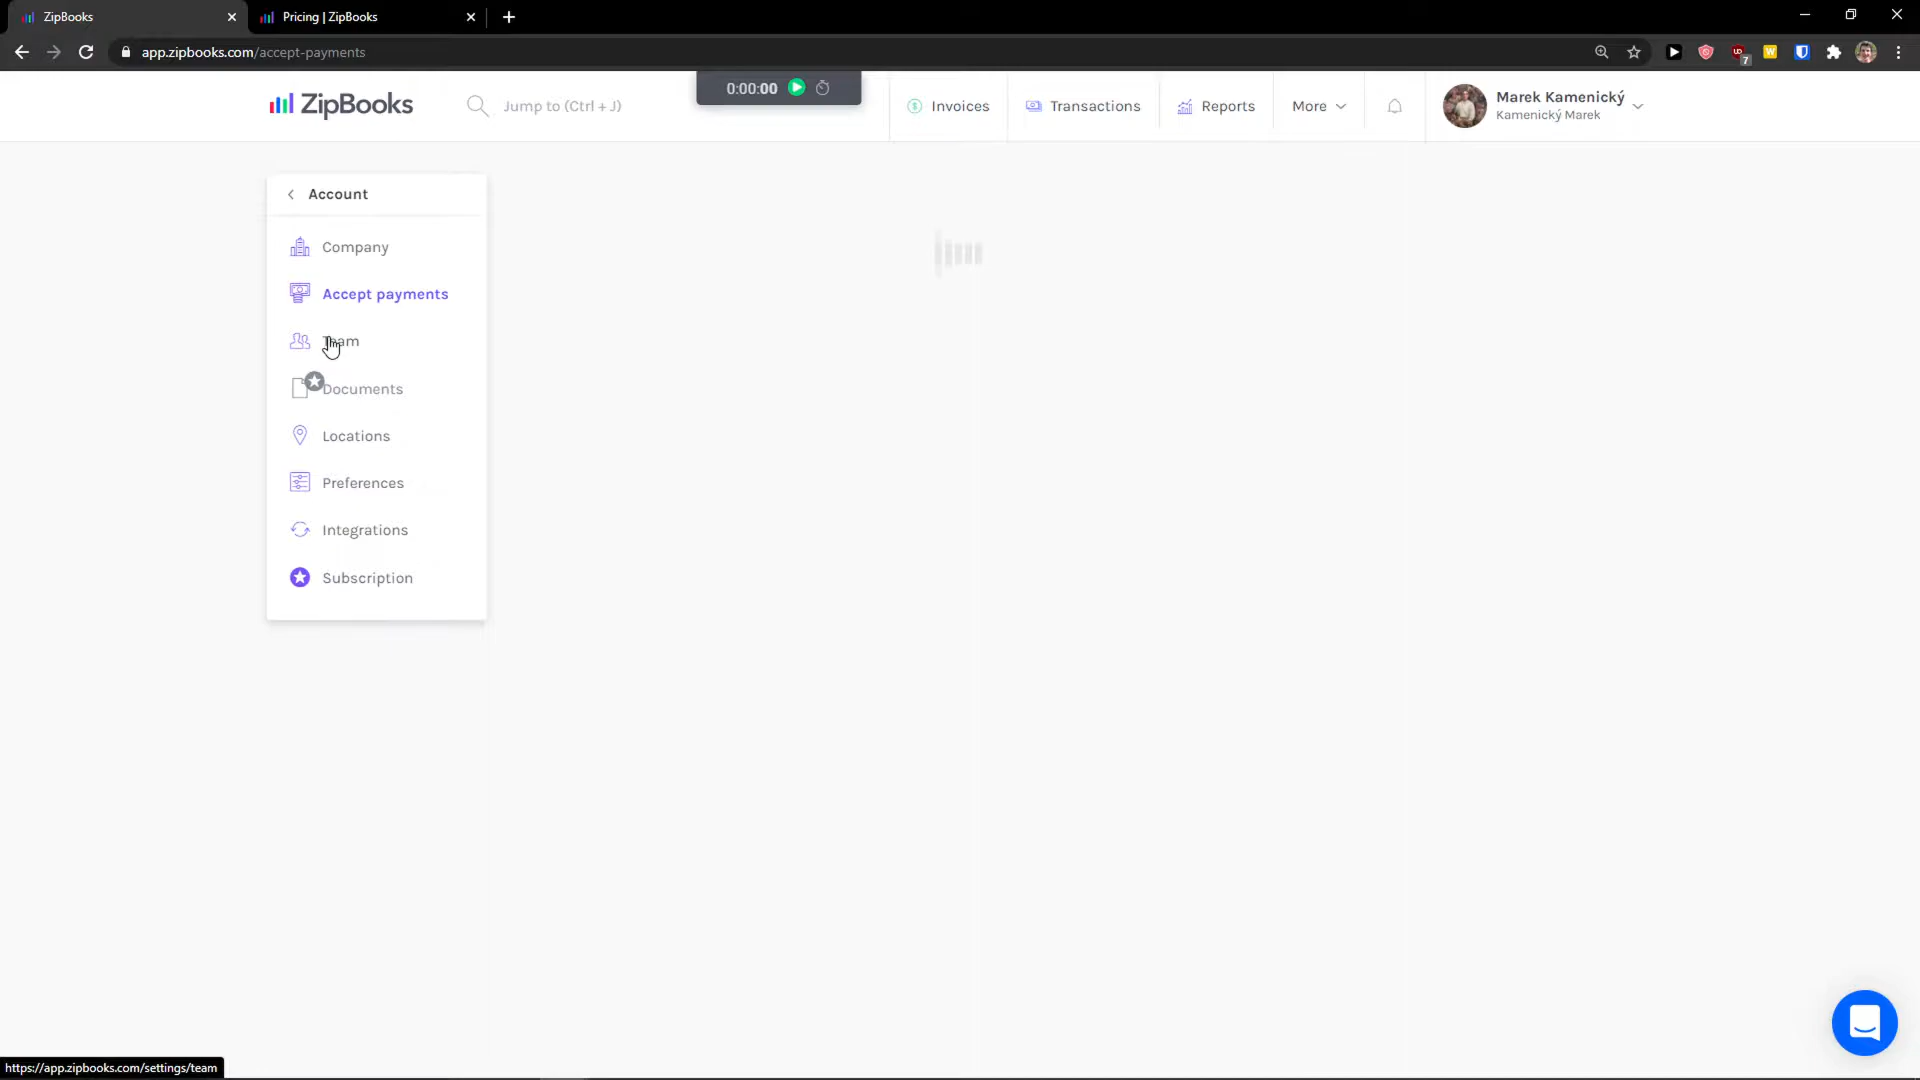 ZipBooks
Pricing | ZipBooks
app.zipbooks.com/accept-payments
7
ZipBooks
Jump to (Ctrl + J)
0:00:00
Invoices
Transactions
Reports
More
Marek Kamenický
Kamenický Marek
Account
Company
Accept payments
Team
Documents
Locations
Preferences
Integrations
Subscription
https://app.zipbooks.com/settings/team